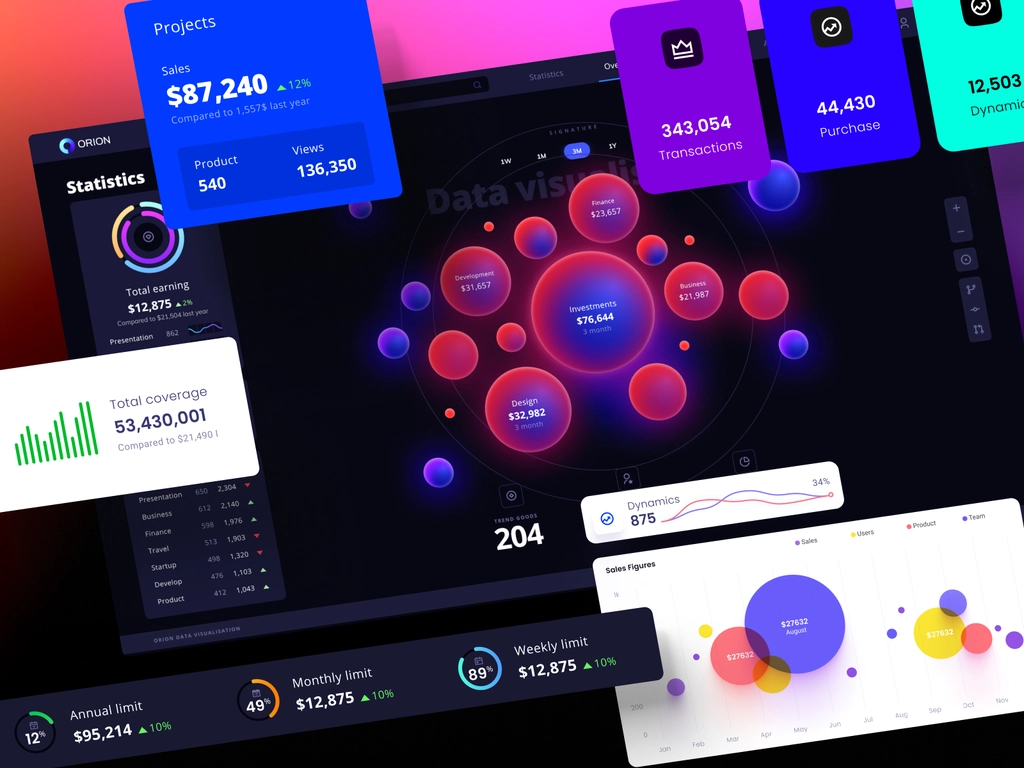 Projects
Sales
$87,240 12%
Compared to 1,557$ last year
Product
540
Views
136,350
343,054
Transactions
44,430
Purchase
12,503
Dynamic
Statistics
Ove
SIGNATURE
1W
1M
3M
1Y
Data visualis
ORION
Statistics
Total earning
$12,875 2%
Compared to $21,504 last year
Presentation 862
Total coverage
53,430,001
Compared to $21,490 l
Presentation 650 2,304
Business 612 2,140
Finance 598 1,976
Travel 513 1,903
Startup 498 1,320
Develop 476 1,103
Product 412 1,043
ORION DATA VISUALISATION
Finance
$23,657
Development
$31,657
Investments
$76,644
3 month
Business
$21,987
Design
$32,982
3 month
TREND GOODS
204
Dynamics
875
34%
Sales Figures
Sales
Users
Product
Team
1k
$27632
August
$27632
$27632
200
0
Jan
Feb
Mar
Apr
May
Jun
Jul
Aug
Sep
Oct
Nov
12%
Annual limit
$95,214 10%
49%
Monthly limit
$12,875 10%
89%
Weekly limit
$12,875 10%